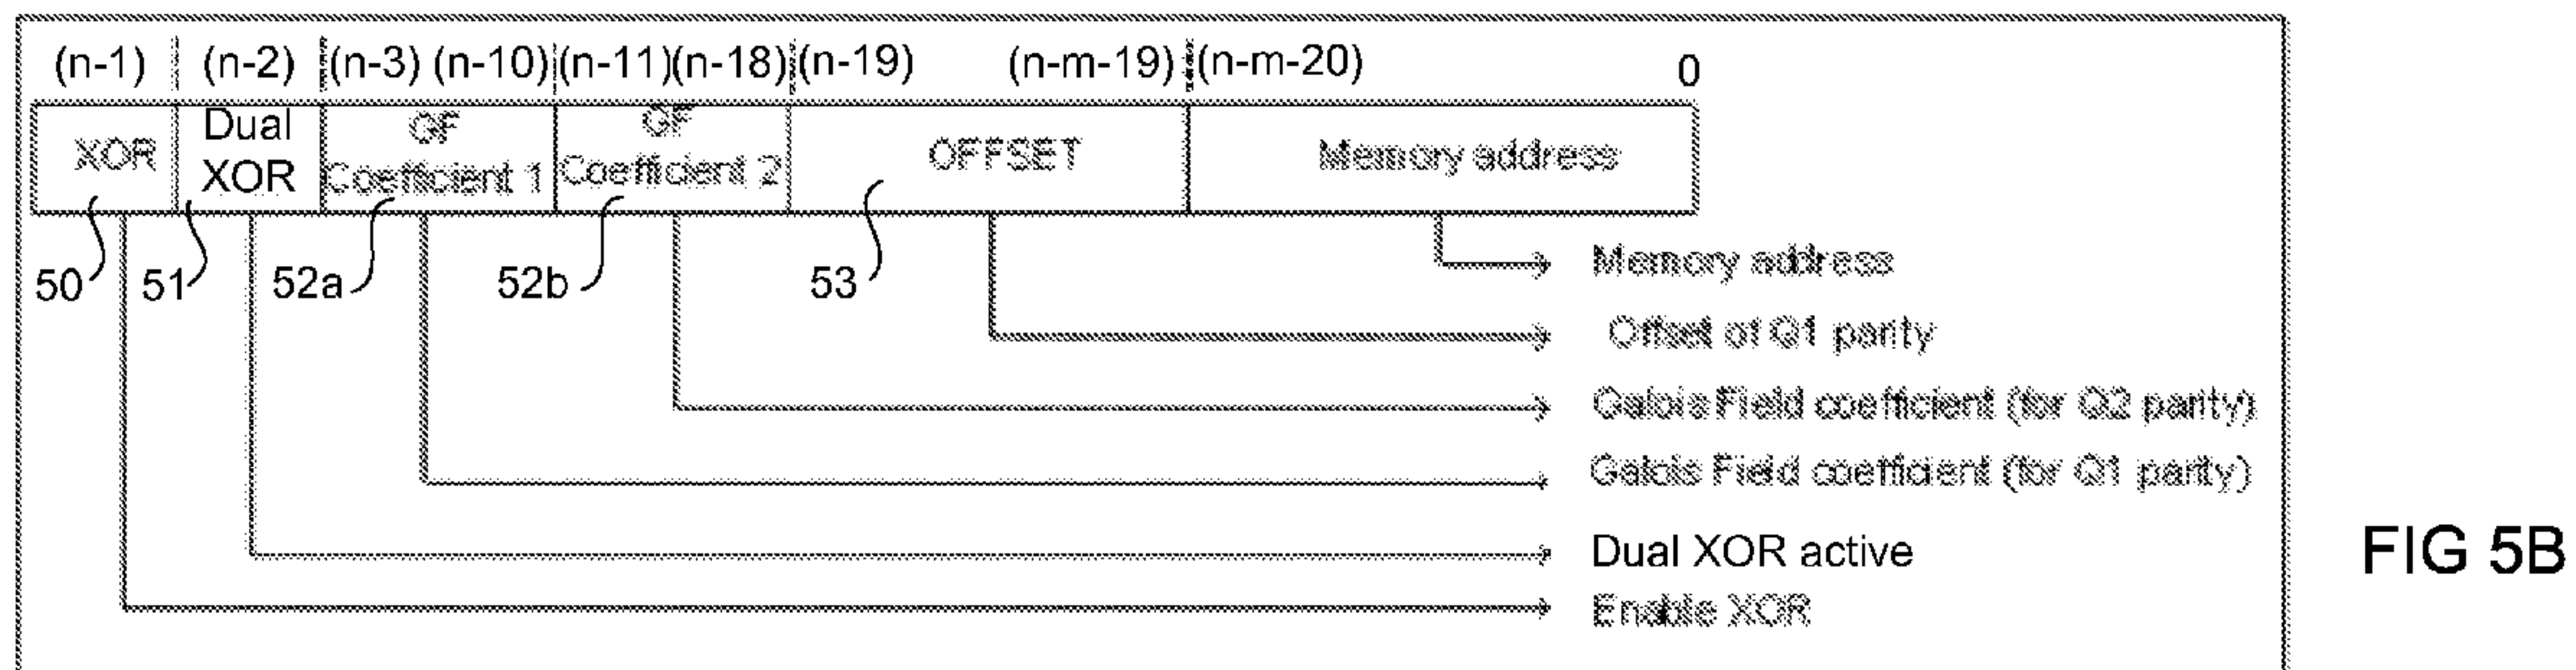 (n-1) (n-2) (n-3) (n-10) (n-11)(n-18) (n-19) (n-m-19) (n-m-20) 0
XOR Dual XOR GF Coefficient 1 GF Coefficient 2 OFFSET Memory address
50 51 52a 52b 53
Memory address
Offset of Q1 parity
Galois Field coefficient (for Q2 parity)
Galois Field coefficient (for Q1 parity)
Dual XOR active
Enable XOR
FIG 5B